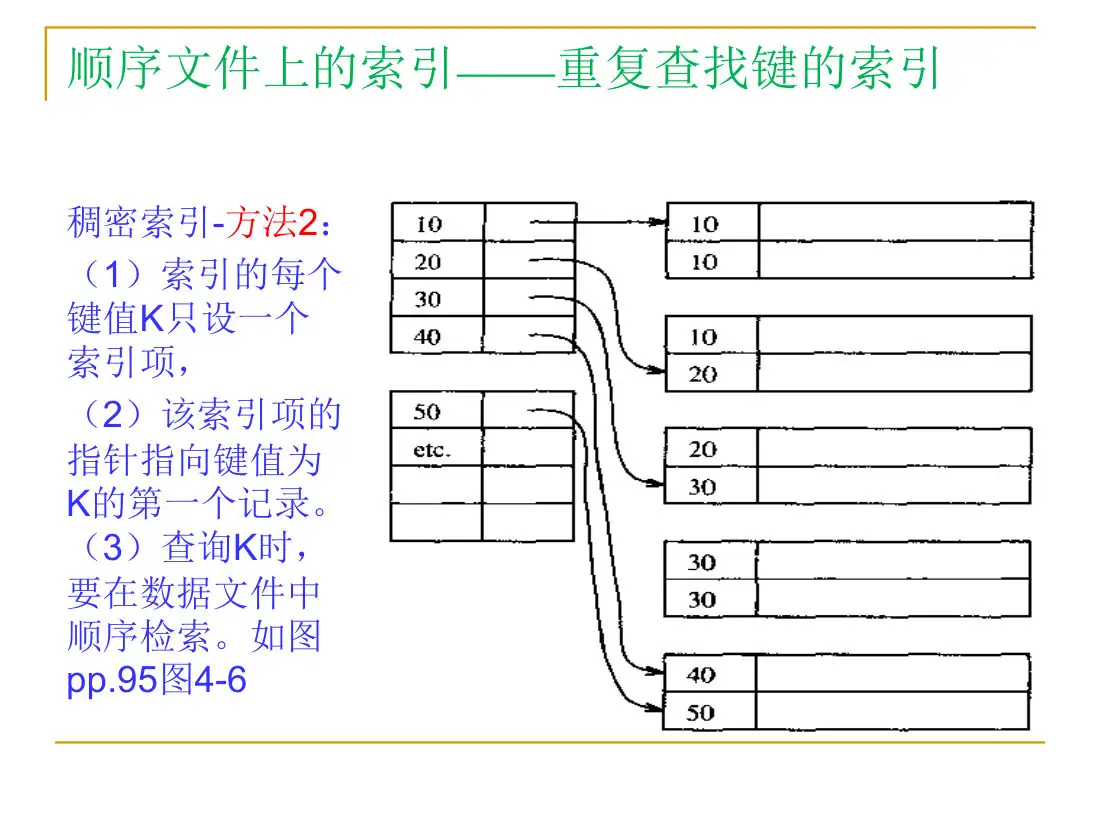 顺序文件上的索引——重复查找键的索引
稠密索引-方法2：
（1）索引的每个
键值K只设一个
索引项，
（2）该索引项的
指针指向键值为
K的第一个记录。
（3）查询K时，
要在数据文件中
顺序检索。如图
pp.95图4-6
10
20
30
40
50
etc.
10
10
10
20
20
30
30
30
40
50